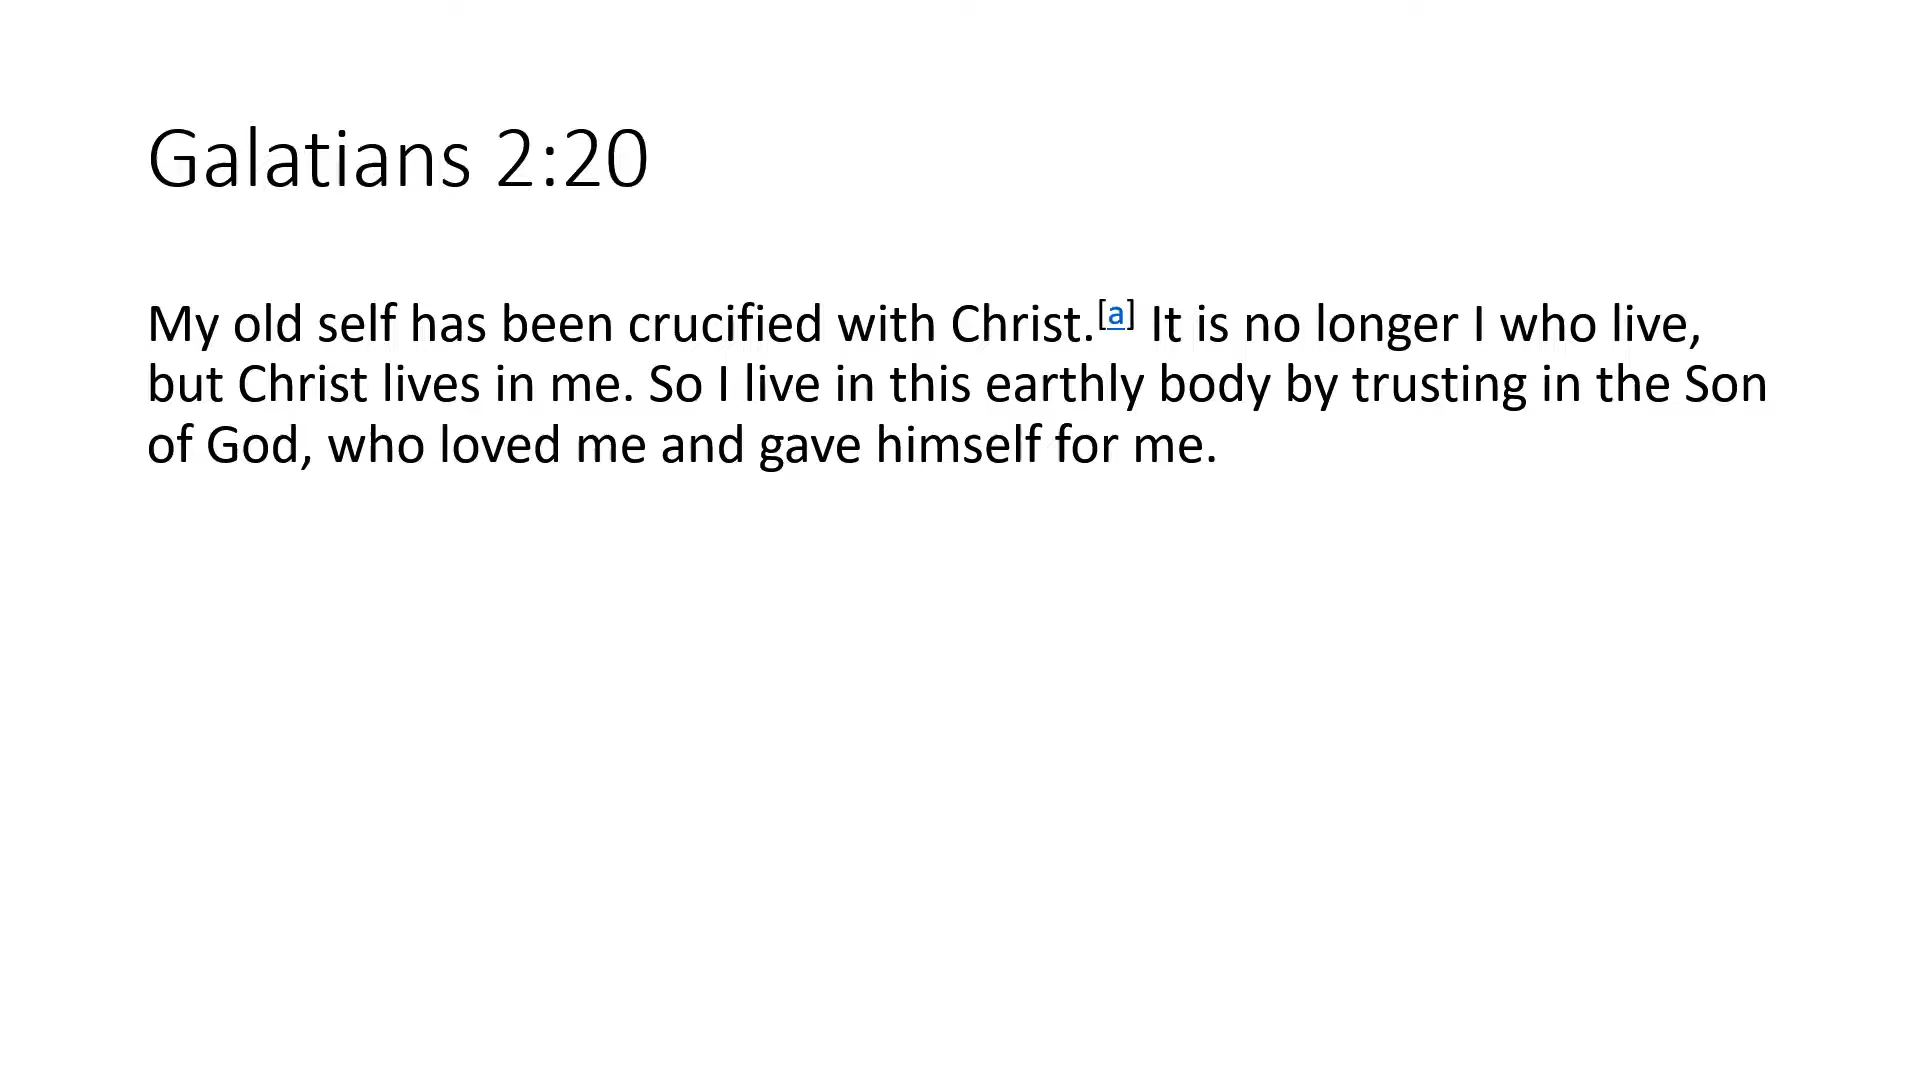 Galatians 2:20
My old self has been crucified with Christ.[a] It is no longer I who live,
but Christ lives in me. So I live in this earthly body by trusting in the Son
of God, who loved me and gave himself for me.